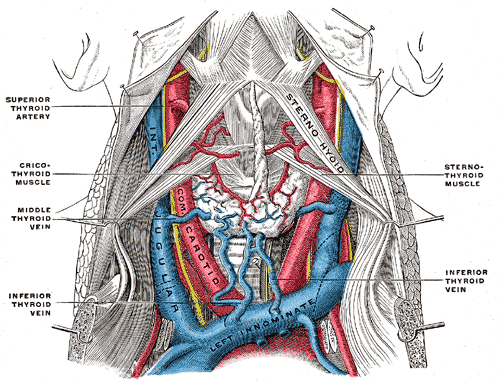 SUPERIOR
THYROID
ARTERY
CRICO-
THYROID
MUSCLE
MIDDLE
THYROID
VEIN
INFERIOR
THYROID
VEIN
INT. JUGULAR
COM. CAROTID
STERNO-HYOID
LEFT INNOMINATE
STERNO-
THYROID
MUSCLE
INFERIOR
THYROID
VEIN